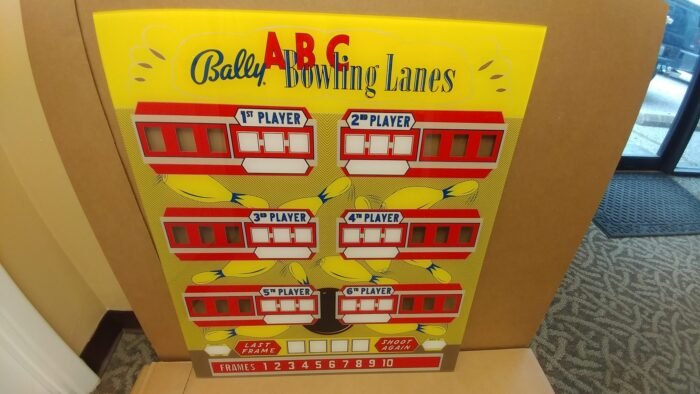 Bally ABC Bowling Lanes
1ST PLAYER
2ND PLAYER
3RD PLAYER
4TH PLAYER
5TH PLAYER
6TH PLAYER
LAST FRAME
SHOOT AGAIN
FRAMES 1 2 3 4 5 6 7 8 9 10